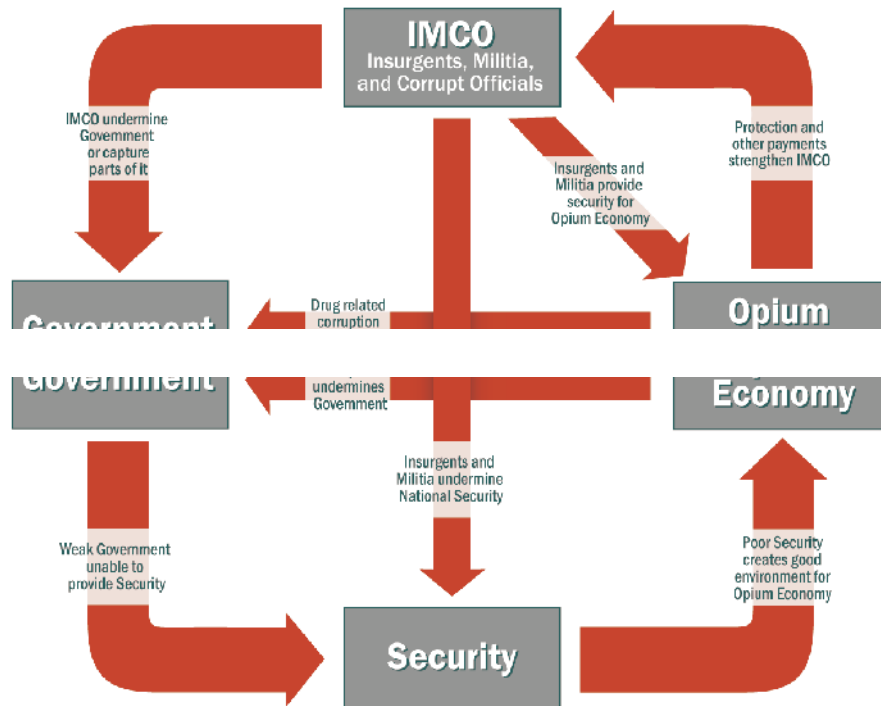 IMCO
Insurgents, Militia,
and Corrupt Officials
IMCO undermine
Government
or capture
parts of it
Protection and
other payments
strengthen IMCO
Insurgents and
Militia provide
security for
Opium Economy
Drug related
corruption
undermines
Government
Government
Government
Opium
Economy
Insurgents and
Militia undermine
National Security
Weak Government
unable to
provide Security
Poor Security
creates good
environment for
Opium Economy
Security